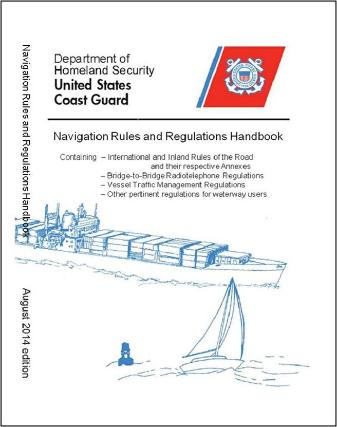 Department of
Homeland Security
United States
Coast Guard
Navigation Rules and Regulations Handbook
Containing – International and Inland Rules of the Road
and their respective Annexes
– Bridge-to-Bridge Radiotelephone Regulations
– Vessel Traffic Management Regulations
– Other pertinent regulations for waterway users
Navigation Rules and Regulations Handbook
August 2014 edition